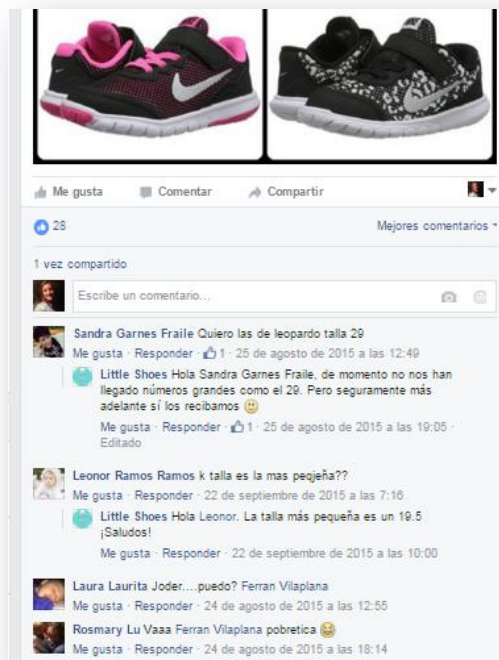 Me gusta Comentar Compartir
28 Mejores comentarios
1 vez compartido
Escribe un comentario...
Sandra Garnes Fraile Quiero las de leopardo talla 29
Me gusta · Responder · 1 · 25 de agosto de 2015 a las 12:49
Little Shoes Hola Sandra Garnes Fraile, de momento no nos han
llegado números grandes como el 29. Pero seguramente más
adelante sí los recibamos
Me gusta · Responder · 1 · 25 de agosto de 2015 a las 19:05 ·
Editado
Leonor Ramos Ramos k talla es la mas peqjeña??
Me gusta · Responder · 22 de septiembre de 2015 a las 7:16
Little Shoes Hola Leonor. La talla más pequeña es un 19.5
¡Saludos!
Me gusta · Responder · 22 de septiembre de 2015 a las 10:00
Laura Laurita Joder....puedo? Ferran Vilaplana
Me gusta · Responder · 24 de agosto de 2015 a las 12:55
Rosmary Lu Vaaa Ferran Vilaplana pobretica
Me gusta · Responder · 24 de agosto de 2015 a las 18:14